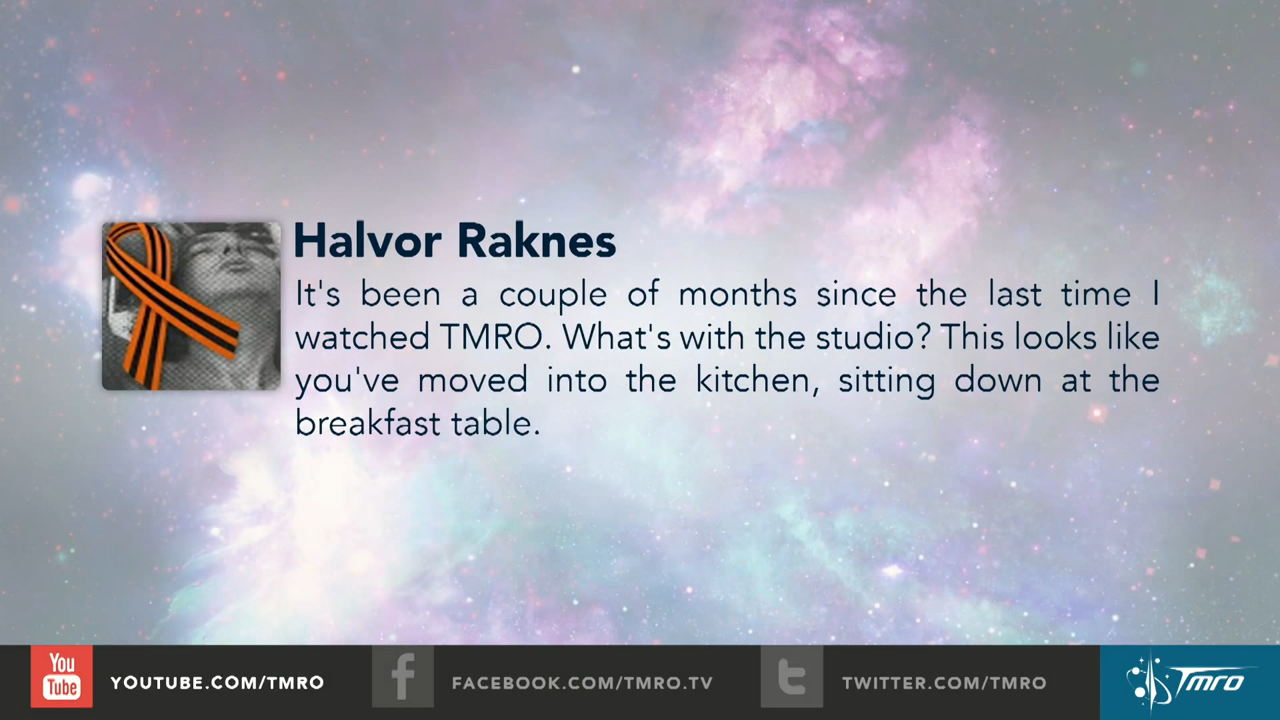 Halvor Raknes
It's been a couple of months since the last time I
watched TMRO. What's with the studio? This looks like
you've moved into the kitchen, sitting down at the
breakfast table.
You
Tube
YOUTUBE.COM/TMRO
f
FACEBOOK.COM/TMRO.TV
t
TWITTER.COM/TMRO
Tmro